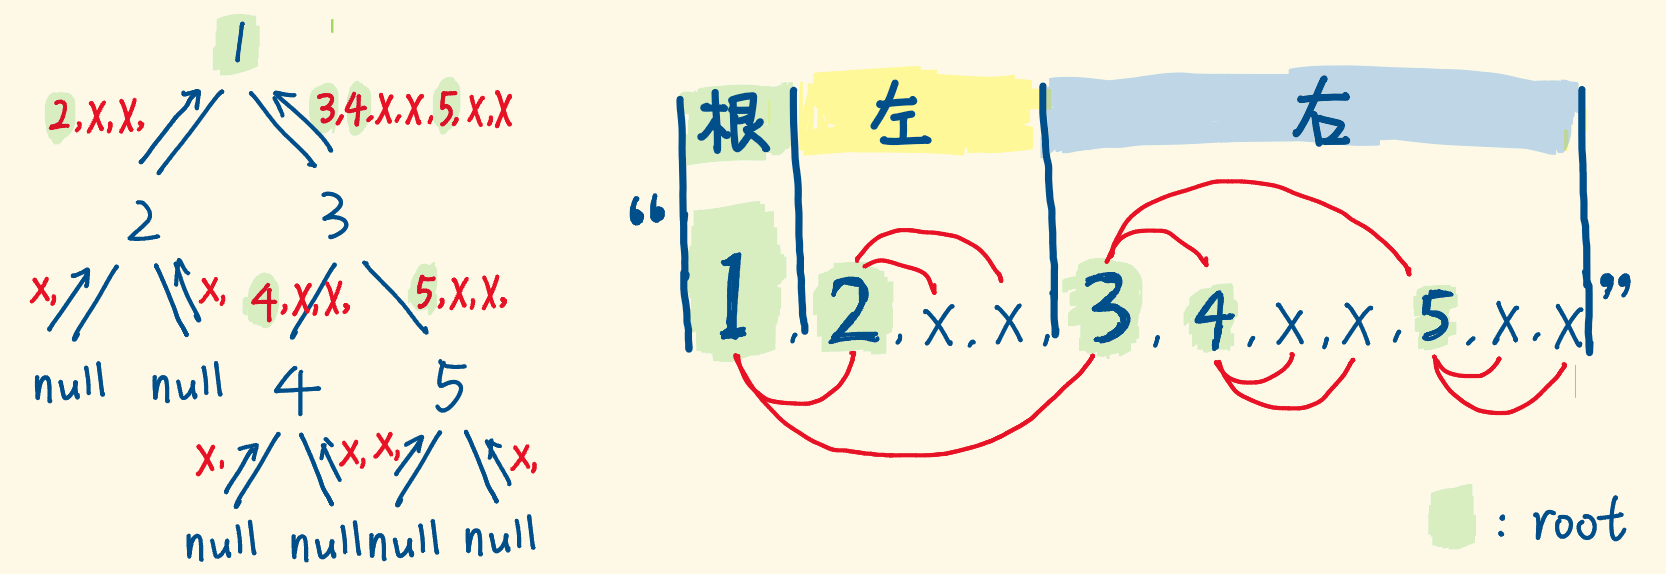 1
2,X,X,
3,4,X,X,5,X,X
2
3
X,
X,
4,X,X,
5,X,X,
null
null
4
5
X,
X,
X,
X,
null
null
null
null
根
左
右
“1,2,X,X,3,4,X,X,5,X,X”
: root